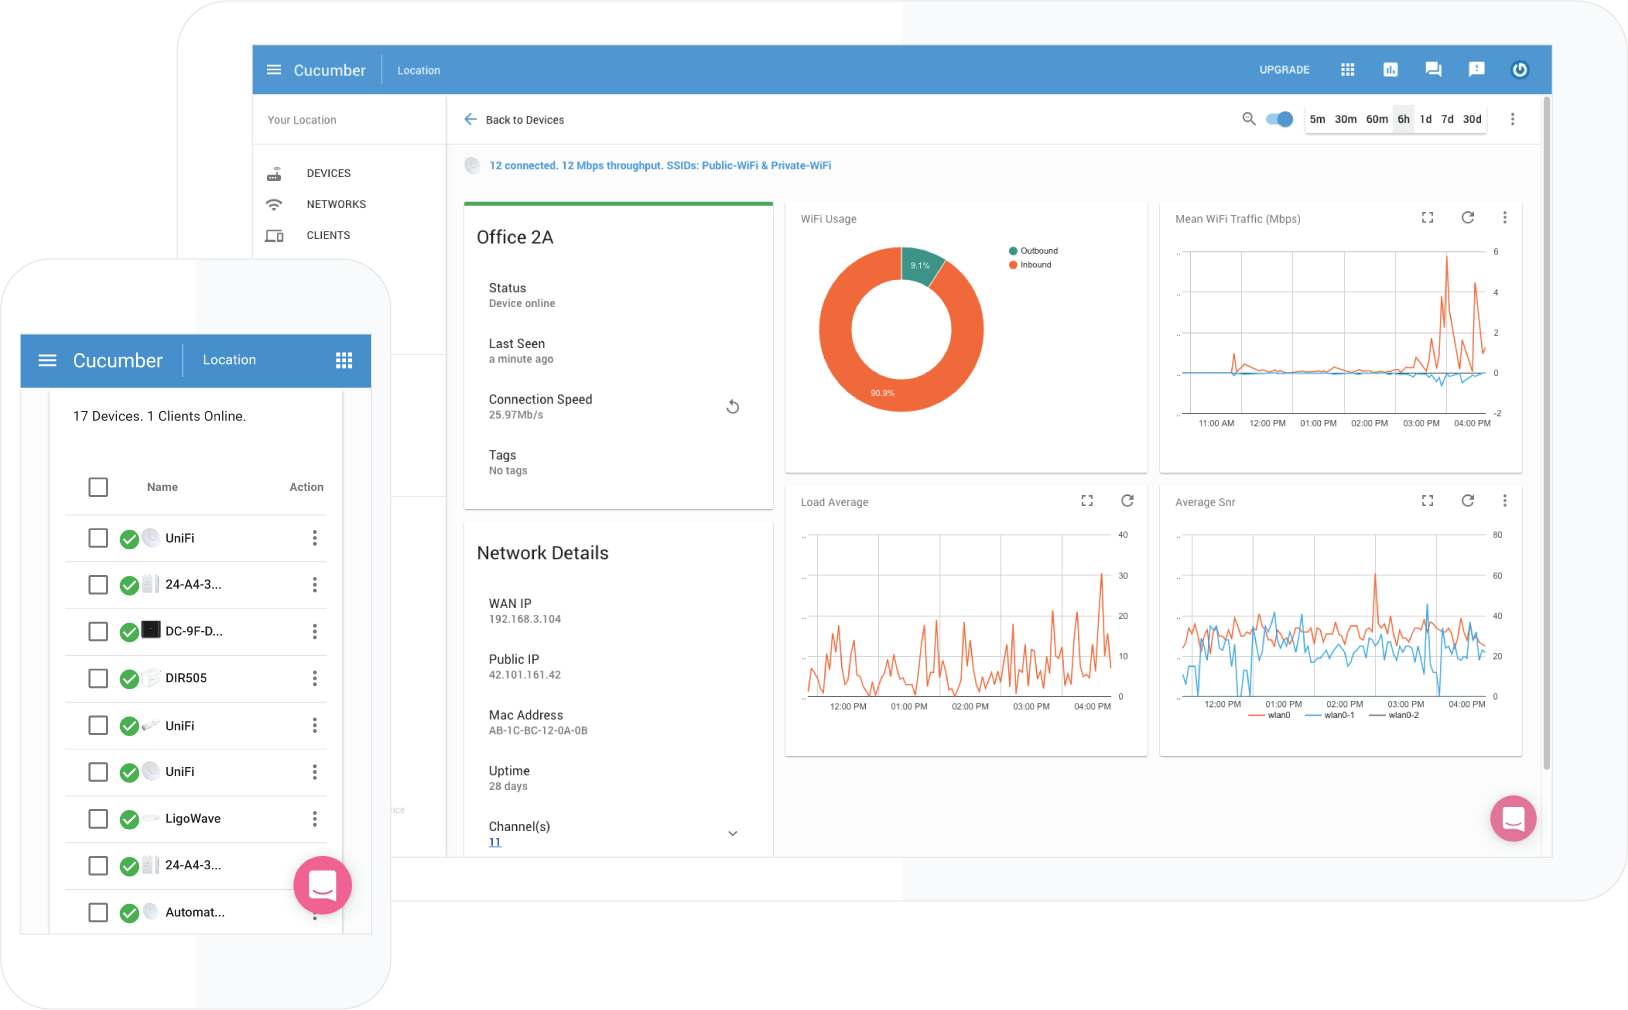 Cucumber
Location
UPGRADE
Your Location
Back to Devices
5m 30m 60m 6h 1d 7d 30d
12 connected. 12 Mbps throughput. SSIDs: Public-WiFi & Private-WiFi
DEVICES
NETWORKS
CLIENTS
Office 2A
Status
Device online
Last Seen
a minute ago
Connection Speed
25.97Mb/s
Tags
No tags
WiFi Usage
Outbound
Inbound
9.1%
90.9%
Mean WiFi Traffic (Mbps)
6
4
2
0
-2
11:00 AM 12:00 PM 01:00 PM 02:00 PM 03:00 PM 04:00 PM
Network Details
WAN IP
192.168.3.104
Public IP
42.101.161.42
Mac Address
AB-1C-BC-12-0A-0B
Uptime
28 days
Channel(s)
11
Load Average
40
30
20
10
0
12:00 PM 01:00 PM 02:00 PM 03:00 PM 04:00 PM
Average Snr
80
60
40
20
0
12:00 PM 01:00 PM 02:00 PM 03:00 PM 04:00 PM
wlan0 wlan0-1 wlan0-2
Cucumber
Location
17 Devices. 1 Clients Online.
Name Action
UniFi
24-A4-3...
DC-9F-D...
DIR505
UniFi
UniFi
LigoWave
24-A4-3...
Automat...